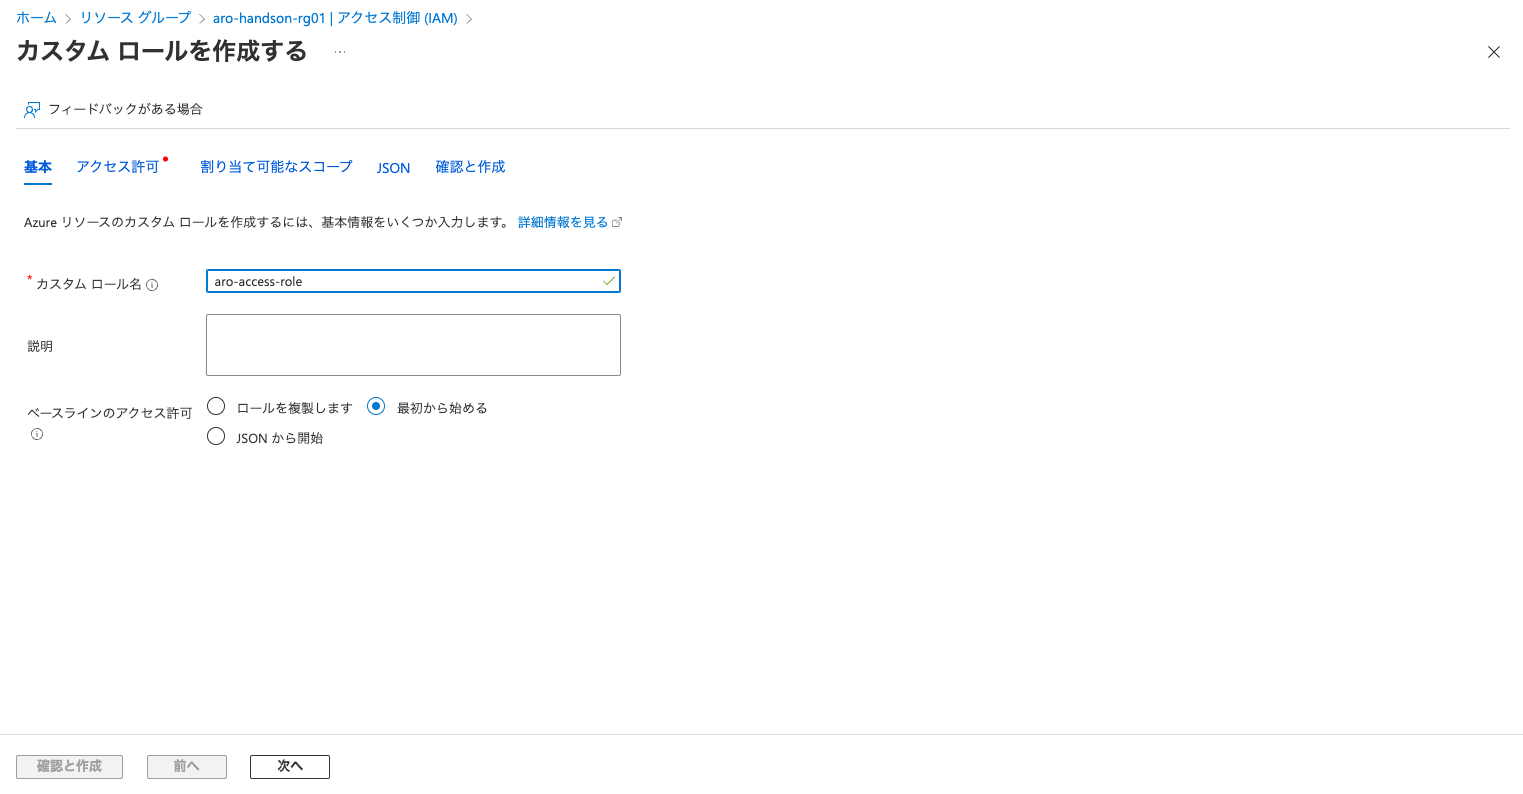 ホーム > リソース グループ > aro-handson-rg01 | アクセス制御 (IAM) >
カスタム ロールを作成する ...
フィードバックがある場合
基本 アクセス許可 割り当て可能なスコープ JSON 確認と作成
Azure リソースのカスタム ロールを作成するには、基本情報をいくつか入力します。 詳細情報を見る
* カスタム ロール名 aro-access-role
説明
ベースラインのアクセス許可 ロールを複製します 最初から始める
JSON から開始
確認と作成 前へ 次へ